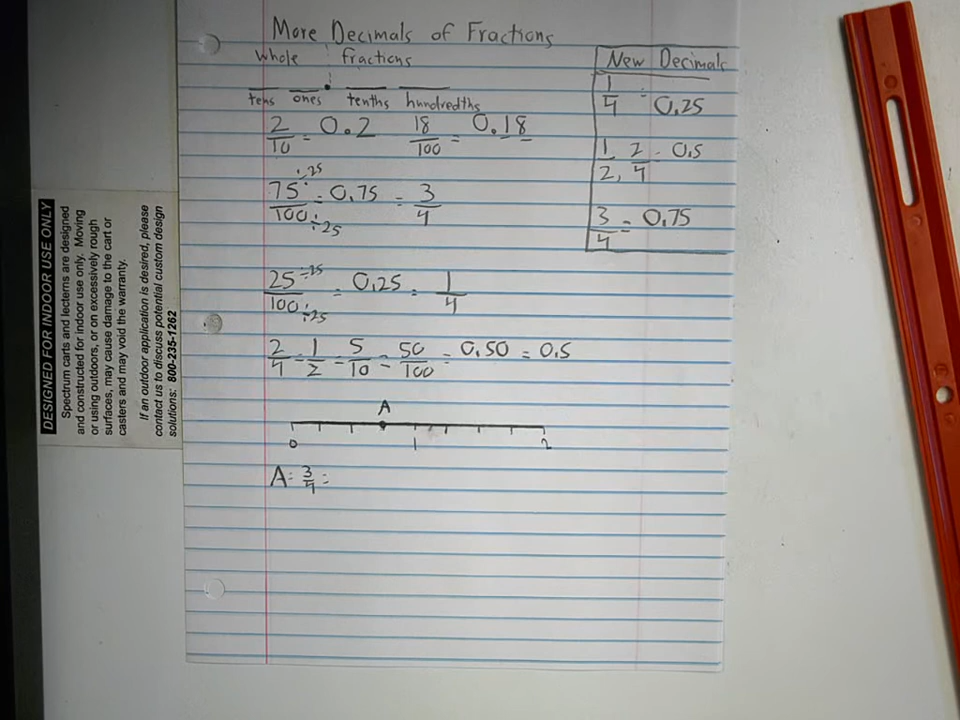 More Decimals of Fractions
whole fractions
.
tens ones tenths hundredths
2/10 = 0.2 18/100 = 0.18
75/100 ÷25 ÷25 = 0.75 = 3/4
25/100 ÷25 ÷25 = 0.25 = 1/4
2/4 = 1/2 = 5/10 = 50/100 = 0.50 = 0.5
A
0 1 2
A = 3/4 =
New Decimals
1/4 = 0.25
1/2, 2/4 = 0.5
3/4 = 0.75
DESIGNED FOR INDOOR USE ONLY
Spectrum carts and lecterns are designed
and constructed for indoor use only. Moving
or using outdoors, or on excessively rough
surfaces, may cause damage to the cart or
casters and may void the warranty.
If an outdoor application is desired, please
contact us to discuss potential custom design
solutions: 800-235-1262